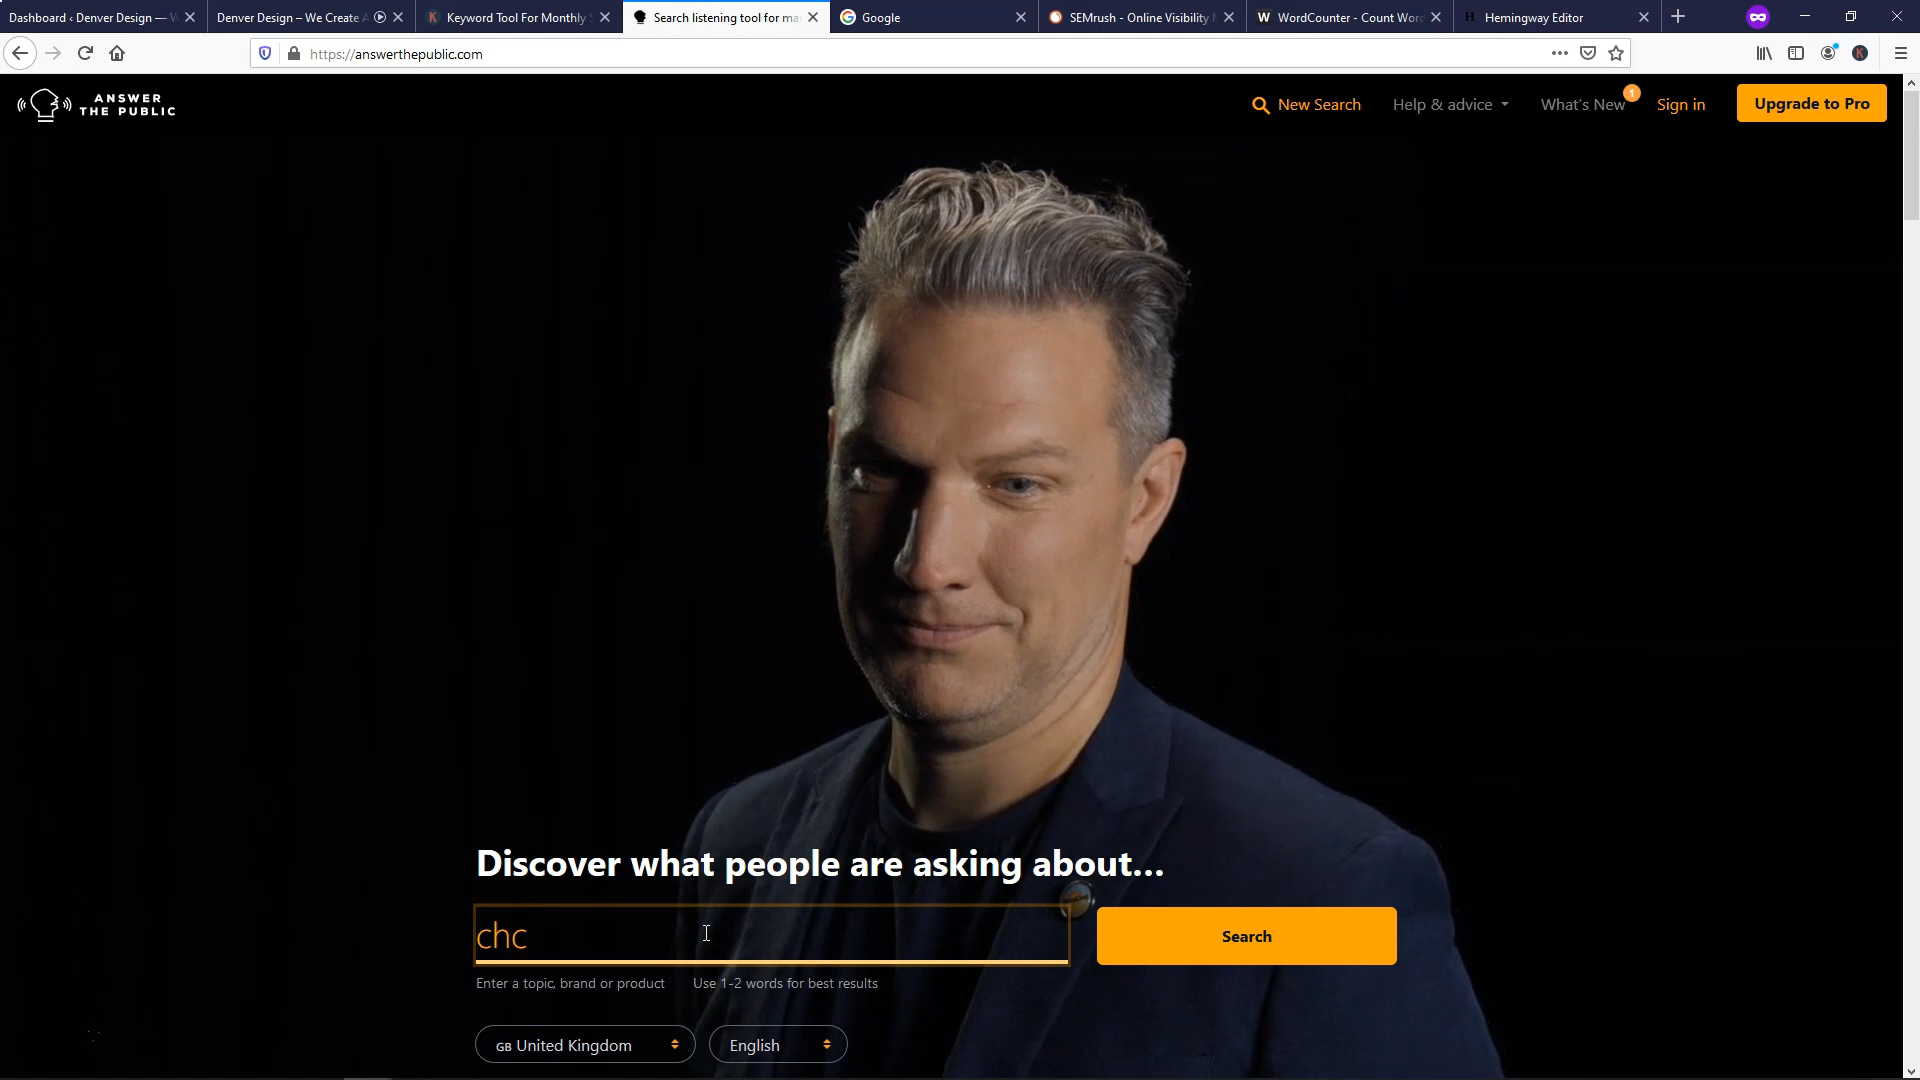 Dashboard ‹ Denver Design —
Denver Design – We Create
Keyword Tool For Monthly
Search listening tool for ma
Google
SEMrush - Online Visibility
WordCounter - Count Wor
Hemingway Editor
https://answerthepublic.com
ANSWER
THE PUBLIC
New Search
Help & advice
What's New
1
Sign in
Upgrade to Pro
Discover what people are asking about...
chc
Search
Enter a topic, brand or product
Use 1-2 words for best results
GB United Kingdom
English